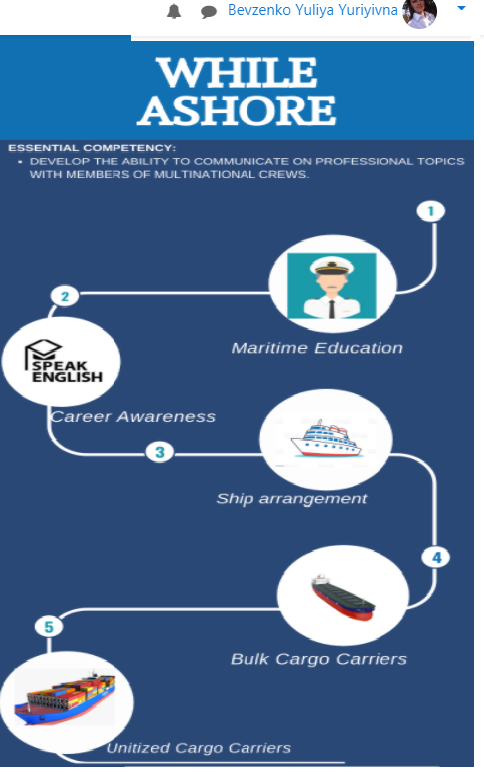 Bevzenko Yuliya Yuriyivna
WHILE
ASHORE
ESSENTIAL COMPETENCY:
• DEVELOP THE ABILITY TO COMMUNICATE ON PROFESSIONAL TOPICS
WITH MEMBERS OF MULTINATIONAL CREWS.
1
Maritime Education
2
SPEAK
ENGLISH
Career Awareness
3
Ship arrangement
4
Bulk Cargo Carriers
5
Unitized Cargo Carriers